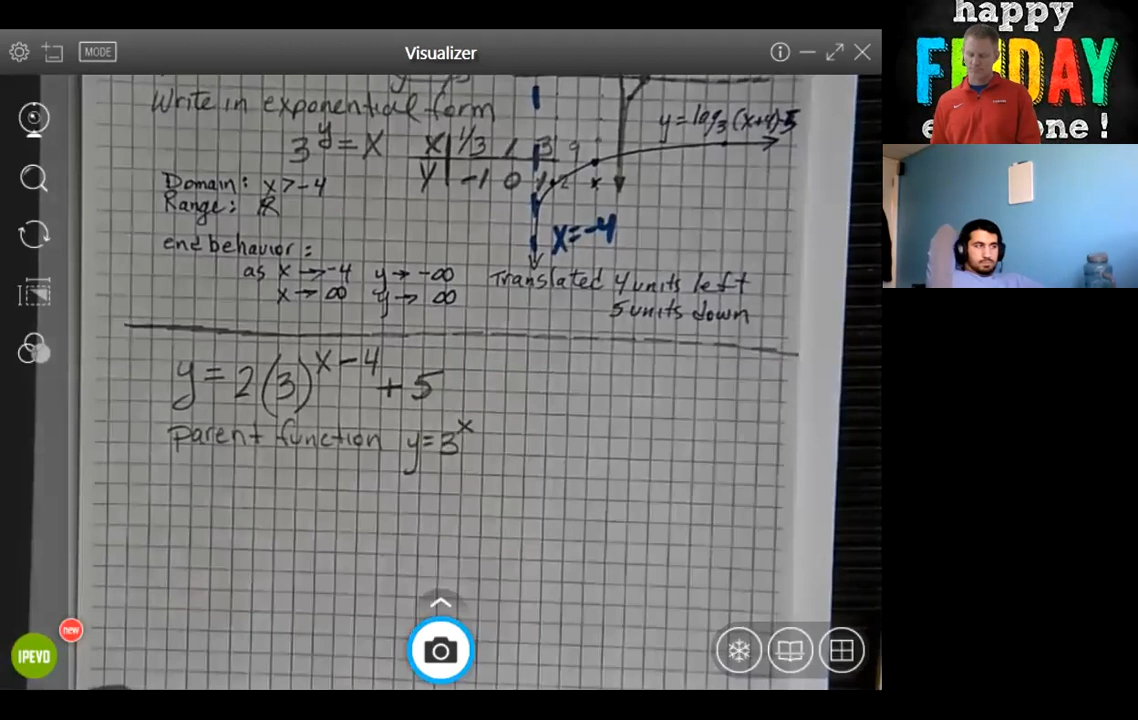 happy
FRIDAY
everyone !
MODE
Visualizer
Write in exponential form
3^y = x
x | 1/3 1 3 9
y | -1 0 1 2
y = log₃(x+4)-5
Domain: x > -4
Range: ℝ
x = -4
end behavior:
as x → -4 y → -∞
x → ∞ y → ∞
Translated 4 units left
5 units down
y = 2(3)^(x-4) + 5
parent function y = 3^x
new
IPEVO